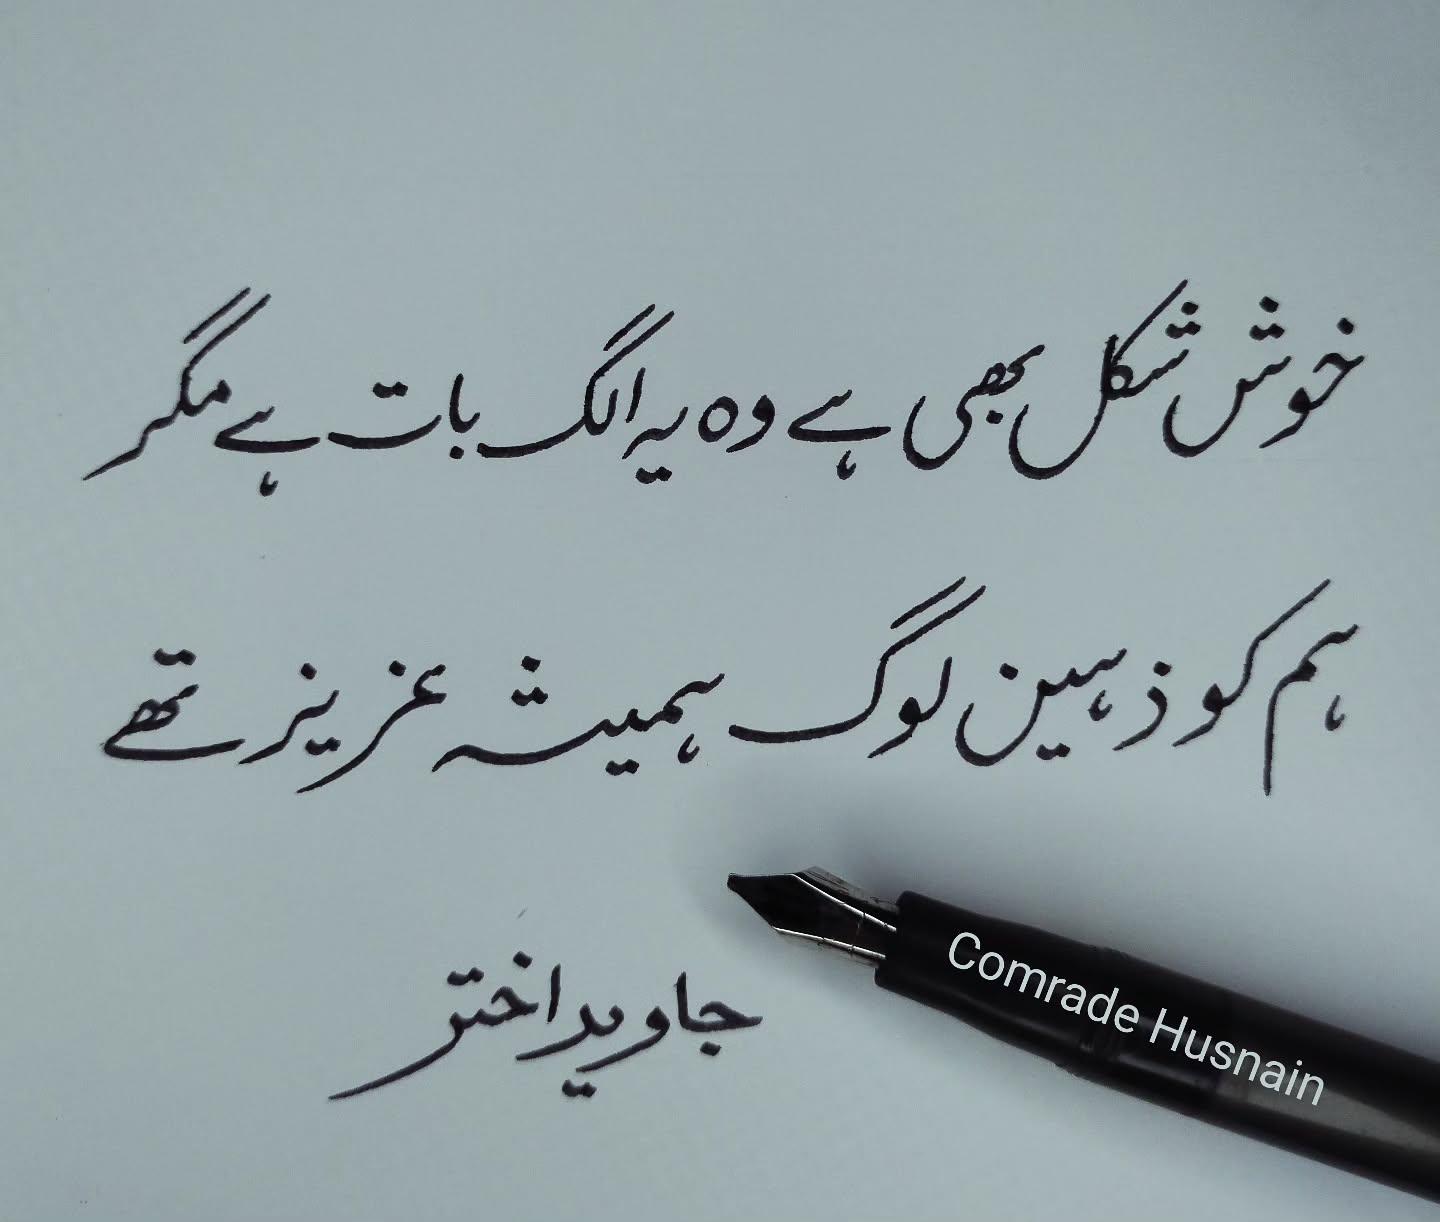 خوش شکل بھی ہے وہ یہ الگ بات ہے مگر
ہم کو ذہین لوگ ہمیشہ عزیز تھے
جاوید اختر
Comrade Husnain